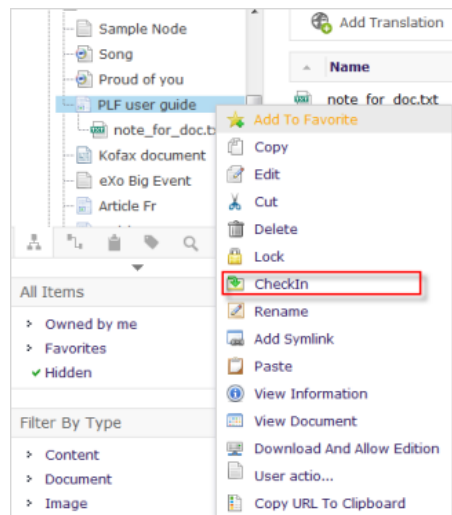 Sample Node
Song
Proud of you
PLF user guide
note_for_doc.t
Kofax document
eXo Big Event
Article Fr
All Items
Owned by me
Favorites
Hidden
Filter By Type
Content
Document
Image
Add Translation
Name
note_for_doc.txt
Add To Favorite
Copy
Edit
Cut
Delete
Lock
CheckIn
Rename
Add Symlink
Paste
View Information
View Document
Download And Allow Edition
User actio...
Copy URL To Clipboard